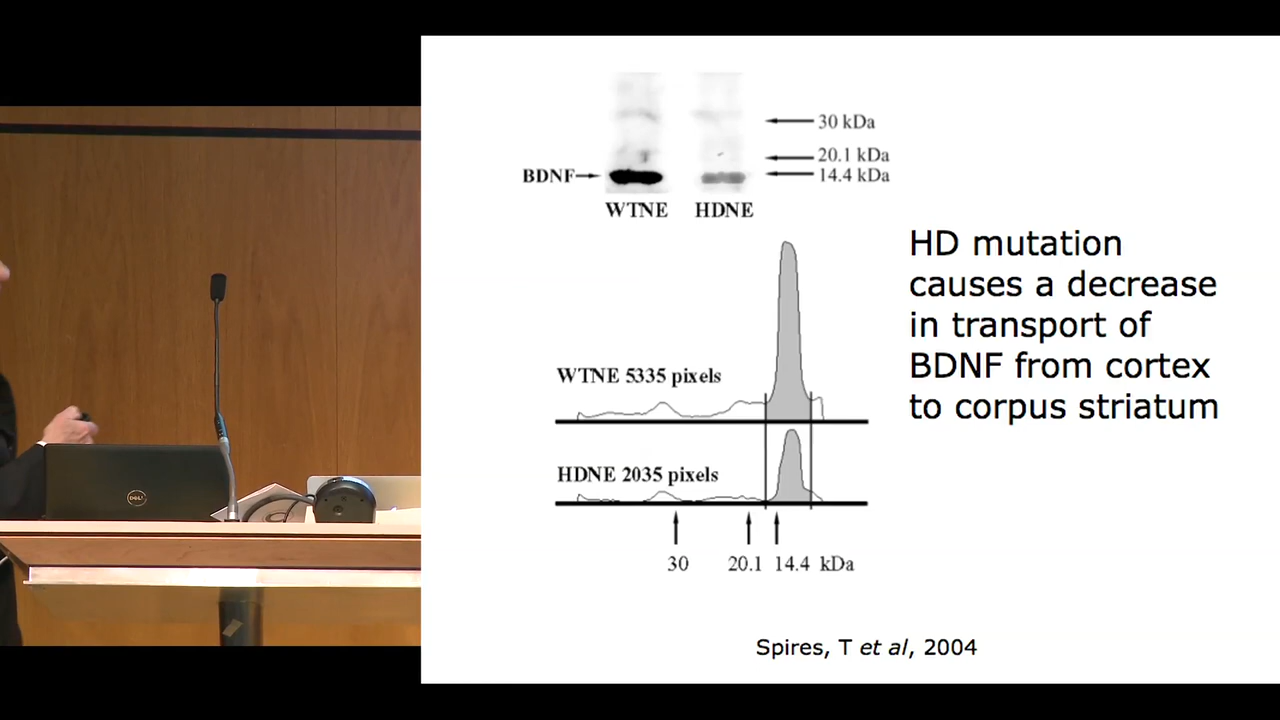 30 kDa
20.1 kDa
BDNF
14.4 kDa
WTNE HDNE
HD mutation
causes a decrease
in transport of
BDNF from cortex
to corpus striatum
WTNE 5335 pixels
HDNE 2035 pixels
30 20.1 14.4 kDa
Spires, T et al, 2004
DELL